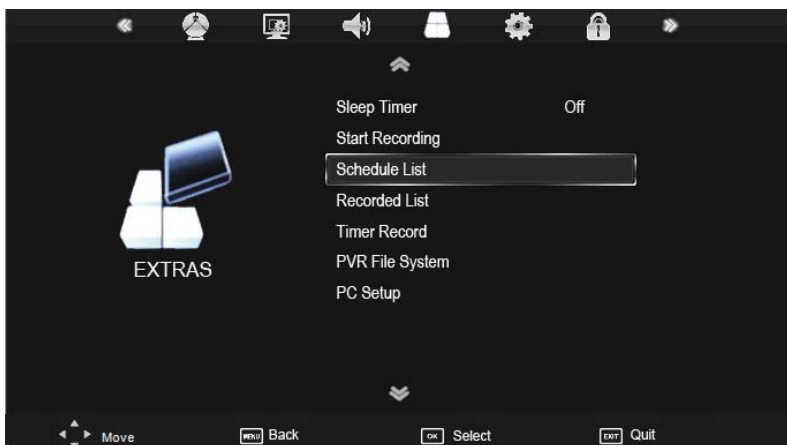 Sleep Timer Off
Start Recording
Schedule List
Recorded List
Timer Record
PVR File System
PC Setup
EXTRAS
Move MENU Back OK Select EXIT Quit